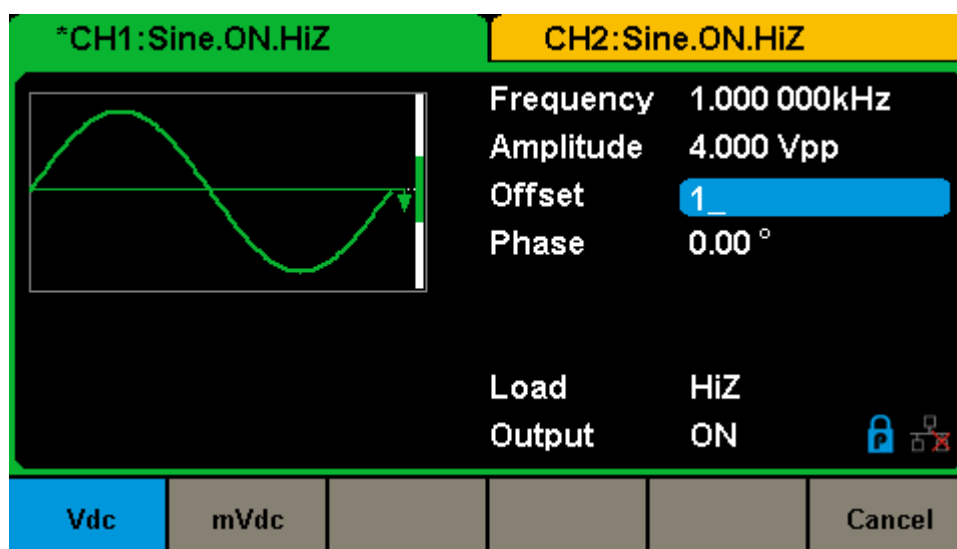 *CH1:Sine.ON.HiZ
CH2:Sine.ON.HiZ
Frequency 1.000 000kHz
Amplitude 4.000 Vpp
Offset 1_
Phase 0.00 °
Load HiZ
Output ON P
Vdc mVdc Cancel